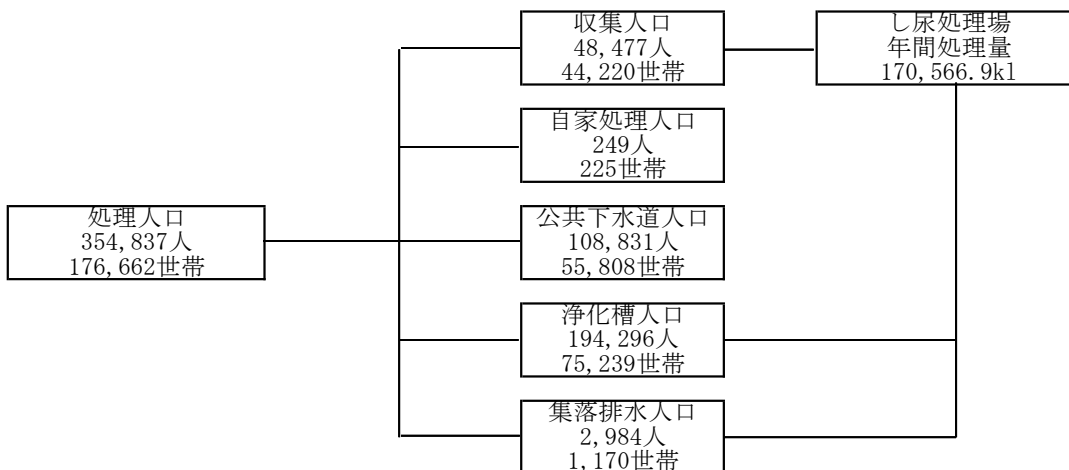 収集人口
48,477人
44,220世帯
し尿処理場
年間処理量
170,566.9kl
自家処理人口
249人
225世帯
処理人口
354,837人
176,662世帯
公共下水道人口
108,831人
55,808世帯
浄化槽人口
194,296人
75,239世帯
集落排水人口
2,984人
1,170世帯